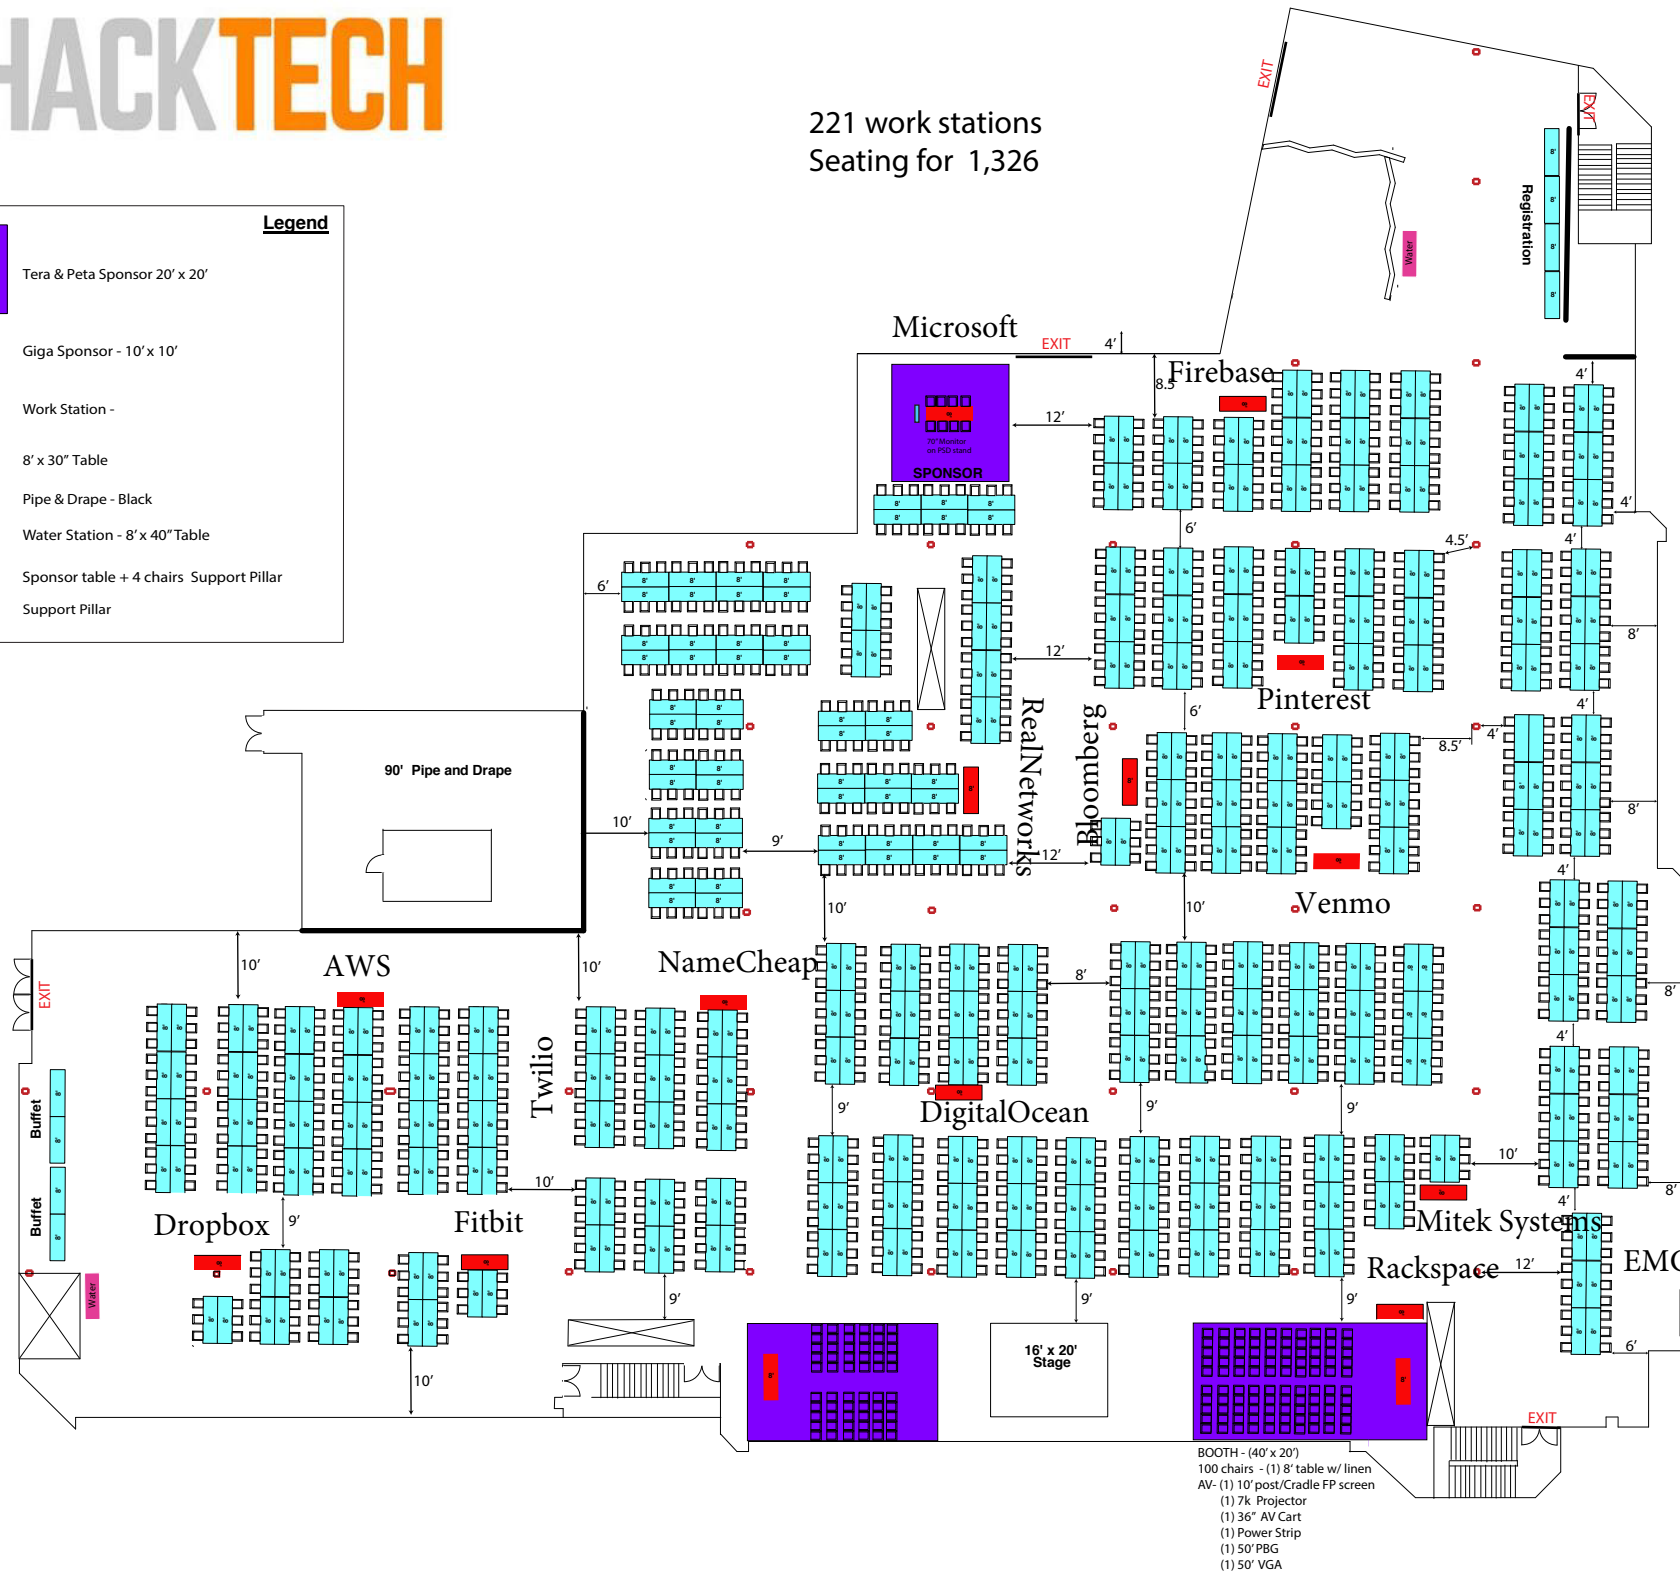 HACKTECH
221 work stations
Seating for 1,326
Legend
Tera & Peta Sponsor 20' x 20'
Giga Sponsor - 10' x 10'
Work Station -
8' x 30" Table
Pipe & Drape - Black
Water Station - 8' x 40" Table
Sponsor table + 4 chairs Support Pillar
Support Pillar
EXIT
EXIT
Registration
Water
Microsoft
EXIT
4'
8.5'
Firebase
4'
12'
70" Monitor
on PSD stand
SPONSOR
4'
6'
4.5'
4'
6'
8'
12'
RealNetworks
Bloomberg
Pinterest
6'
4'
8.5'
4'
90' Pipe and Drape
10'
9'
12'
8'
Venmo
4'
10'
10'
10'
10'
AWS
NameCheap
8'
8'
EXIT
Twilio
4'
Buffet
Buffet
DigitalOcean
9'
9'
9'
10'
10'
8'
4'
Dropbox
9'
Fitbit
Mitek Systems
Rackspace
12'
EMC
Water
9'
9'
9'
6'
10'
16' x 20'
Stage
EXIT
BOOTH - (40' x 20')
100 chairs - (1) 8' table w/ linen
AV- (1) 10' post/Cradle FP screen
(1) 7k Projector
(1) 36" AV Cart
(1) Power Strip
(1) 50' PBG
(1) 50' VGA